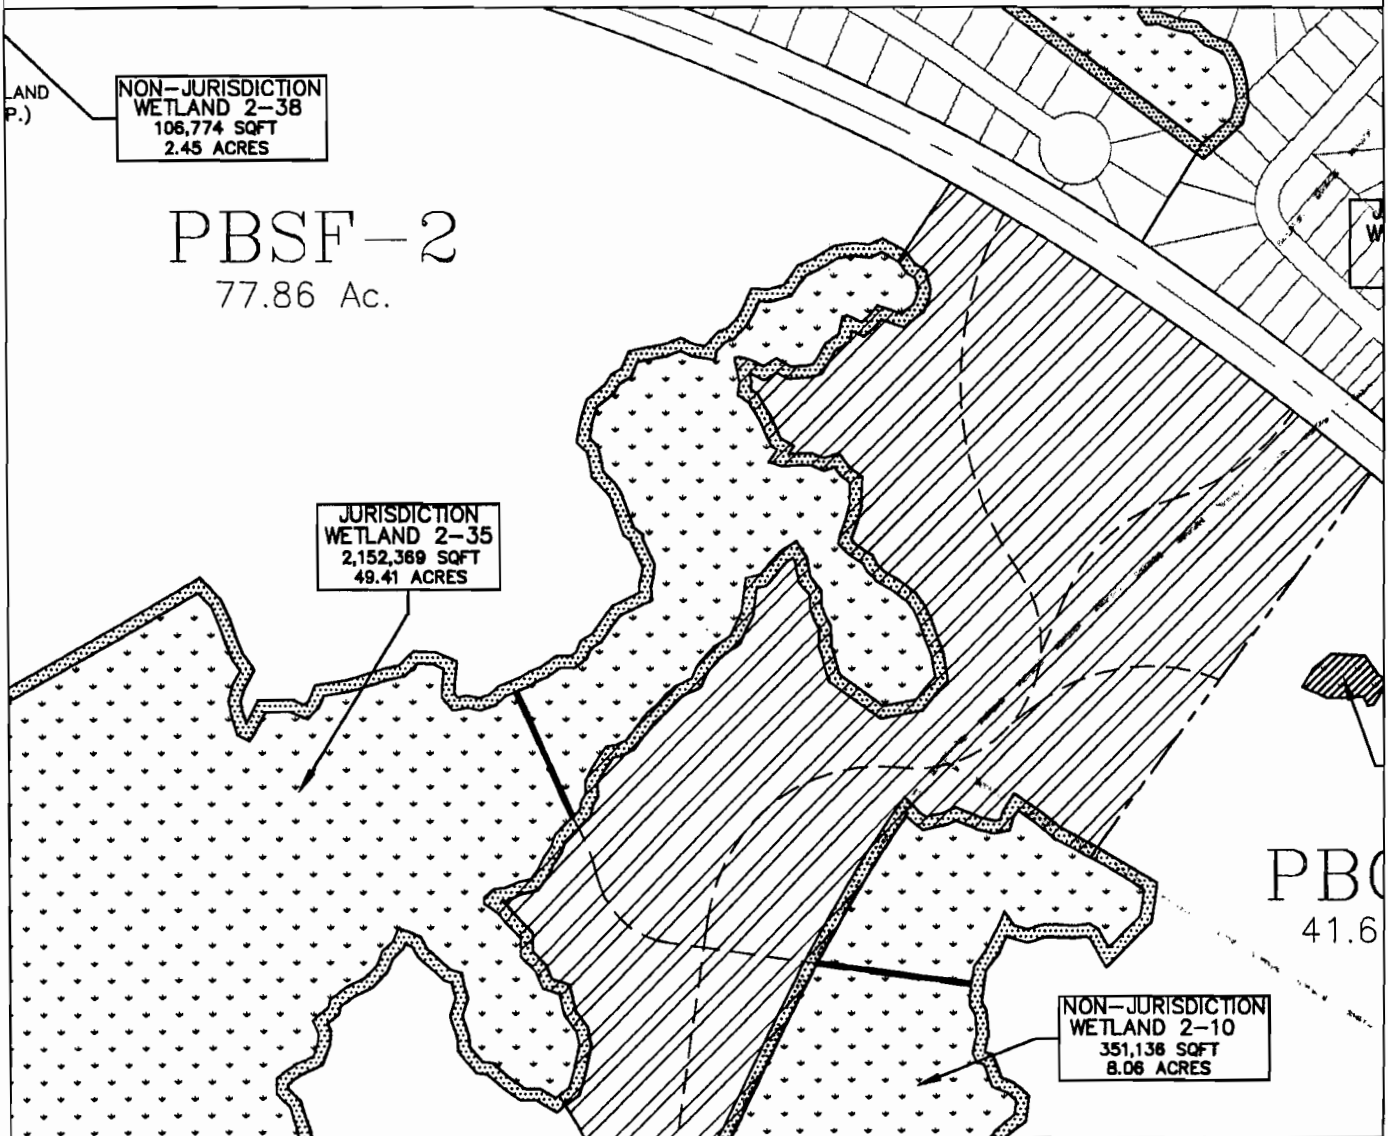 LAND
P.)
NON-JURISDICTION
WETLAND 2-38
106,774 SQFT
2.45 ACRES
PBSF-2
77.86 Ac.
J
W
JURISDICTION
WETLAND 2-35
2,152,369 SQFT
49.41 ACRES
PB
41.6
NON-JURISDICTION
WETLAND 2-10
351,136 SQFT
8.06 ACRES